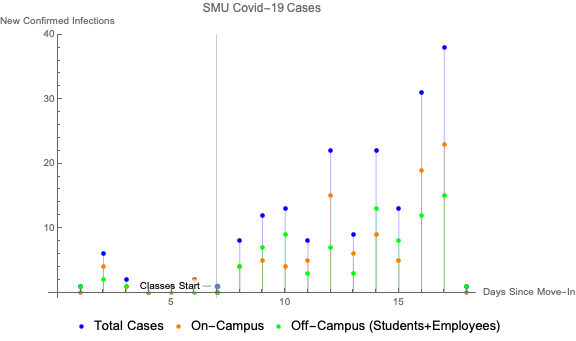 SMU Covid-19 Cases
New Confirmed Infections
40
30
20
10
Classes Start
5
10
15
Days Since Move-In
Total Cases
On-Campus
Off-Campus (Students+Employees)